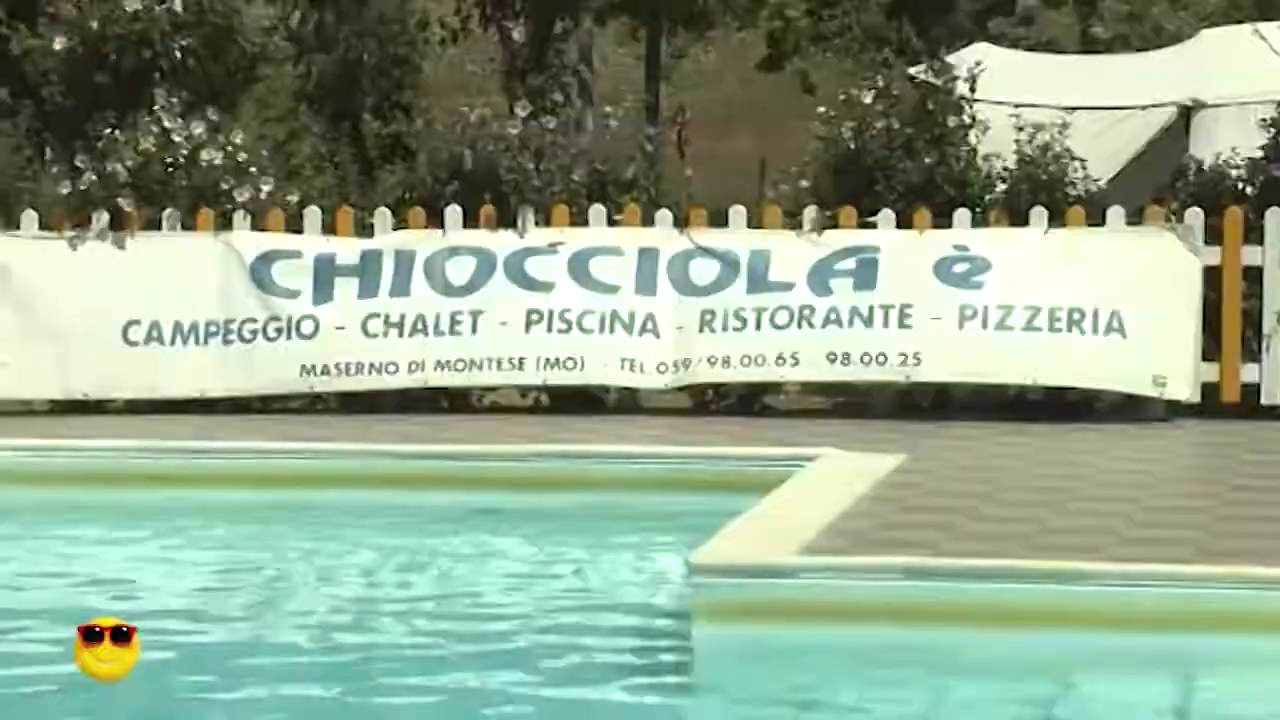 CHIOCCIOLA è
CAMPEGGIO - CHALET - PISCINA - RISTORANTE - PIZZERIA
MASERNO DI MONTESE (MO) - TEL. 059/98.00.65 98.00.25